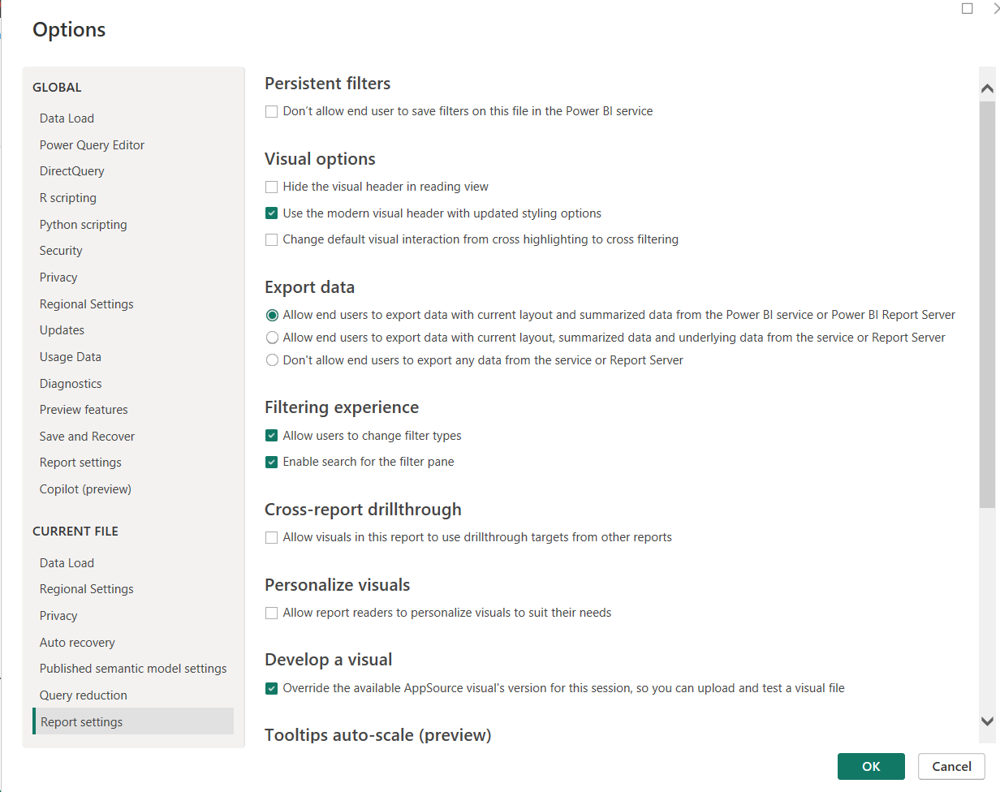 Options
GLOBAL
Data Load
Power Query Editor
DirectQuery
R scripting
Python scripting
Security
Privacy
Regional Settings
Updates
Usage Data
Diagnostics
Preview features
Save and Recover
Report settings
Copilot (preview)
CURRENT FILE
Data Load
Regional Settings
Privacy
Auto recovery
Published semantic model settings
Query reduction
Report settings
Persistent filters
Don't allow end user to save filters on this file in the Power BI service
Visual options
Hide the visual header in reading view
Use the modern visual header with updated styling options
Change default visual interaction from cross highlighting to cross filtering
Export data
Allow end users to export data with current layout and summarized data from the Power BI service or Power BI Report Server
Allow end users to export data with current layout, summarized data and underlying data from the service or Report Server
Don't allow end users to export any data from the service or Report Server
Filtering experience
Allow users to change filter types
Enable search for the filter pane
Cross-report drillthrough
Allow visuals in this report to use drillthrough targets from other reports
Personalize visuals
Allow report readers to personalize visuals to suit their needs
Develop a visual
Override the available AppSource visual's version for this session, so you can upload and test a visual file
Tooltips auto-scale (preview)
OK
Cancel